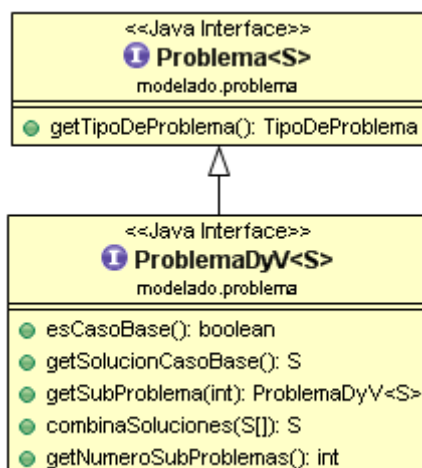 <<Java Interface>>
I Problema<S>
modelado.problema
getTipoDeProblema(): TipoDeProblema
<<Java Interface>>
I ProblemaDyV<S>
modelado.problema
esCasoBase(): boolean
getSolucionCasoBase(): S
getSubProblema(int): ProblemaDyV<S>
combinaSoluciones(S[]): S
getNumeroSubProblemas(): int